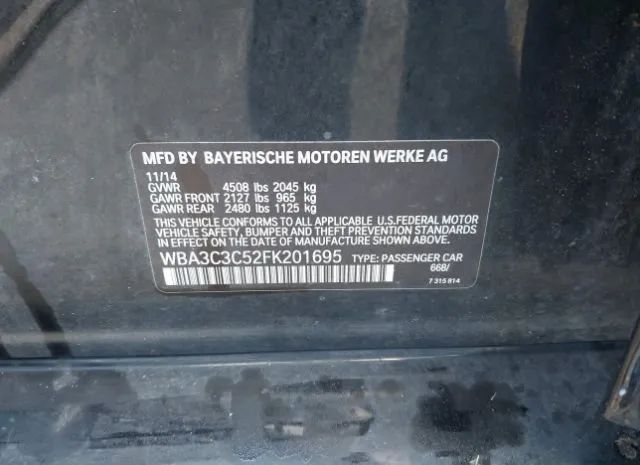 MFD BY BAYERISCHE MOTOREN WERKE AG
11/14
GVWR 4508 lbs 2045 kg
GAWR FRONT 2127 lbs 965 kg
GAWR REAR 2480 lbs 1125 kg
THIS VEHICLE CONFORMS TO ALL APPLICABLE U.S.FEDERAL MOTOR
VEHICLE SAFETY, BUMPER AND THEFT PREVENTION STANDARDS
IN EFFECT ON THE DATE OF MANUFACTURE SHOWN ABOVE.
WBA3C3C52FK201695 TYPE: PASSENGER CAR
668/
7 315 814